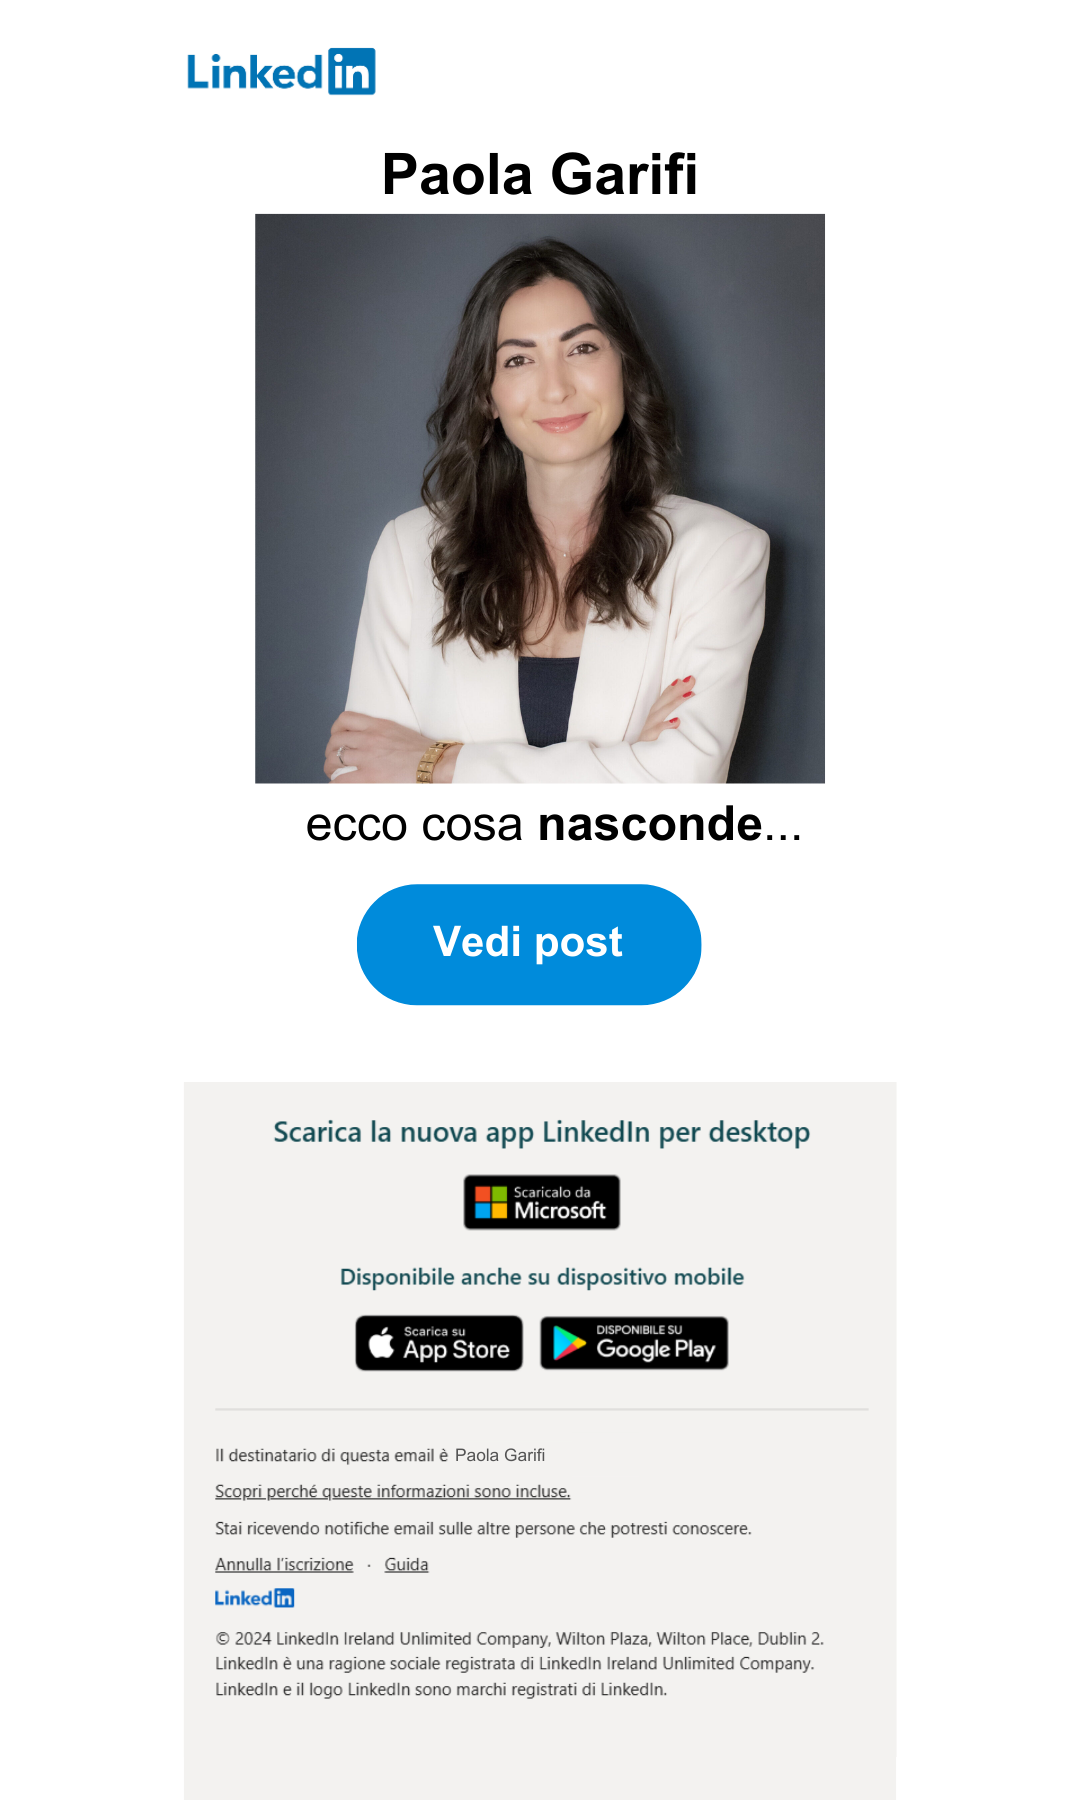 LinkedIn
Paola Garifi
ecco cosa nasconde...
Vedi post
Scarica la nuova app LinkedIn per desktop
Scaricalo da
Microsoft
Disponibile anche su dispositivo mobile
Scarica su
App Store
DISPONIBILE SU
Google Play
Il destinatario di questa email è Paola Garifi
Scopri perché queste informazioni sono incluse.
Stai ricevendo notifiche email sulle altre persone che potresti conoscere.
Annulla l'iscrizione · Guida
LinkedIn
© 2024 LinkedIn Ireland Unlimited Company, Wilton Plaza, Wilton Place, Dublin 2.
LinkedIn è una ragione sociale registrata di LinkedIn Ireland Unlimited Company.
LinkedIn e il logo LinkedIn sono marchi registrati di LinkedIn.